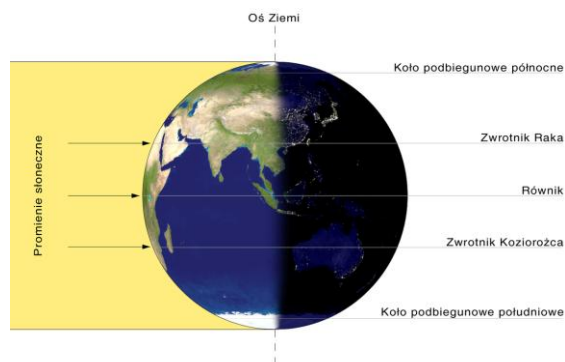 Oś Ziemi
Koło podbiegunowe północne
Zwrotnik Raka
Promienie słoneczne
Równik
Zwrotnik Koziorożca
Koło podbiegunowe południowe